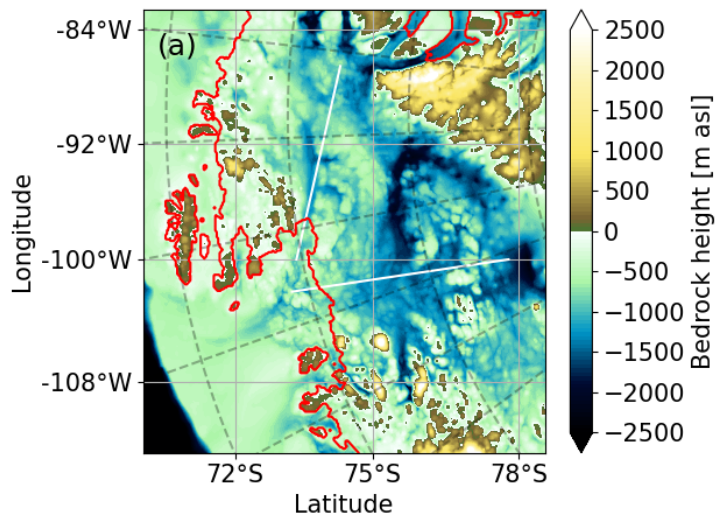 (a)
-84°W
-92°W
-100°W
-108°W
Longitude
72°S
75°S
78°S
Latitude
2500
2000
1500
1000
500
0
−500
−1000
−1500
−2000
−2500
Bedrock height [m asl]